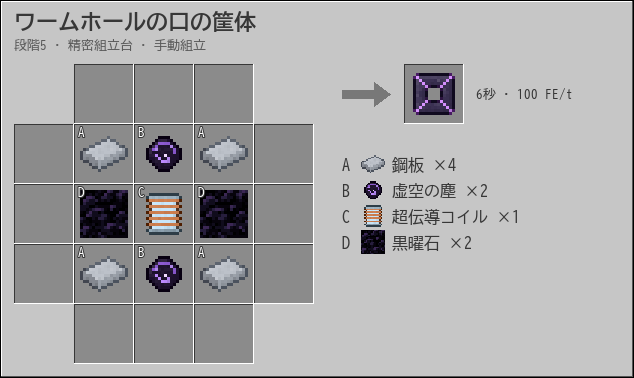 ワームホールの口の筐体
段階5 · 精密組立台 · 手動組立
6秒 · 100 FE/t
A B A
D C D
A B A
A 鋼板 ×4
B 虚空の塵 ×2
C 超伝導コイル ×1
D 黒曜石 ×2